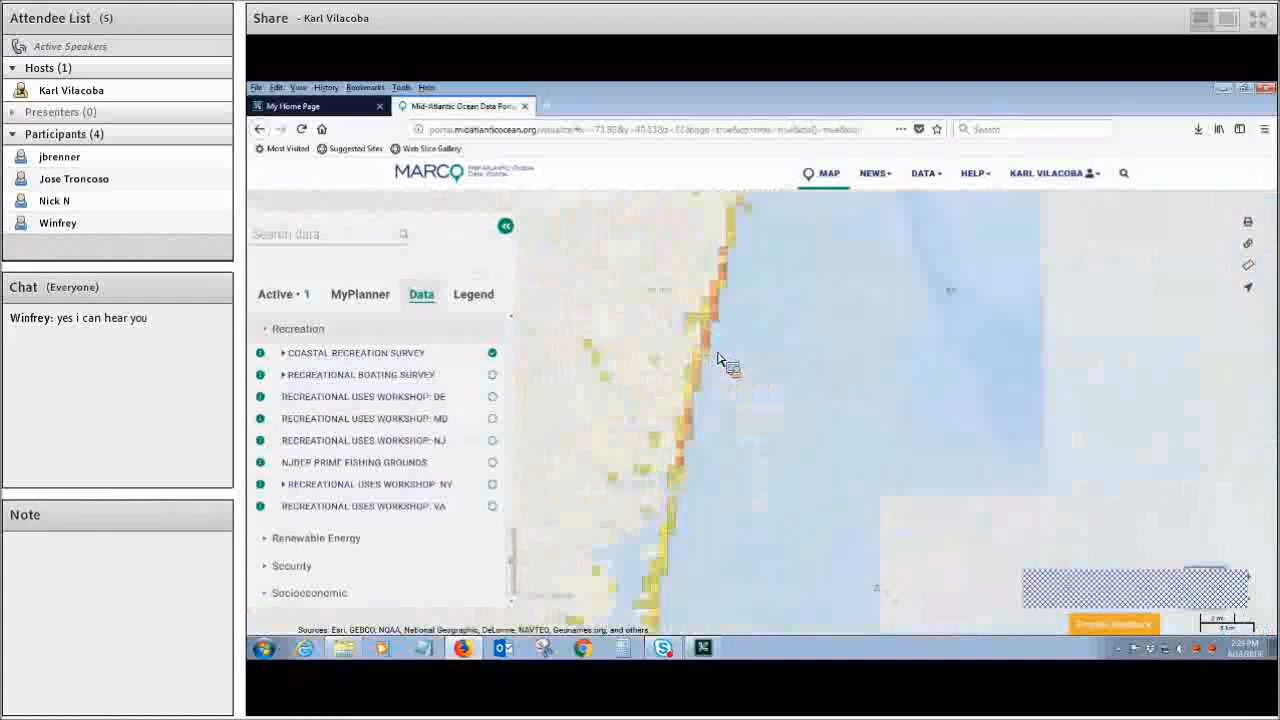 Attendee List (5)
Active Speakers
Hosts (1)
Karl Vilacoba
Presenters (0)
Participants (4)
jbrenner
Jose Troncoso
Nick N
Winfrey
Chat (Everyone)
Winfrey: yes i can hear you
Note
Share - Karl Vilacoba
File Edit View History Bookmarks Tools Help
My Home Page
Mid-Atlantic Ocean Data Port
portal.midatlanticocean.org
Search
Most Visited
Suggested Sites
Web Slice Gallery
MARCO
MAP
NEWS
DATA
HELP
KARL VILACOBA
Search data
Active • 1
MyPlanner
Data
Legend
Recreation
COASTAL RECREATION SURVEY
RECREATIONAL BOATING SURVEY
RECREATIONAL USES WORKSHOP: DE
RECREATIONAL USES WORKSHOP: MD
RECREATIONAL USES WORKSHOP: NJ
NJDEP PRIME FISHING GROUNDS
RECREATIONAL USES WORKSHOP: NY
RECREATIONAL USES WORKSHOP: VA
Renewable Energy
Security
Socioeconomic
Sources: Esri, GEBCO, NOAA, National Geographic, DeLorme, NAVTEQ, Geonames.org, and others